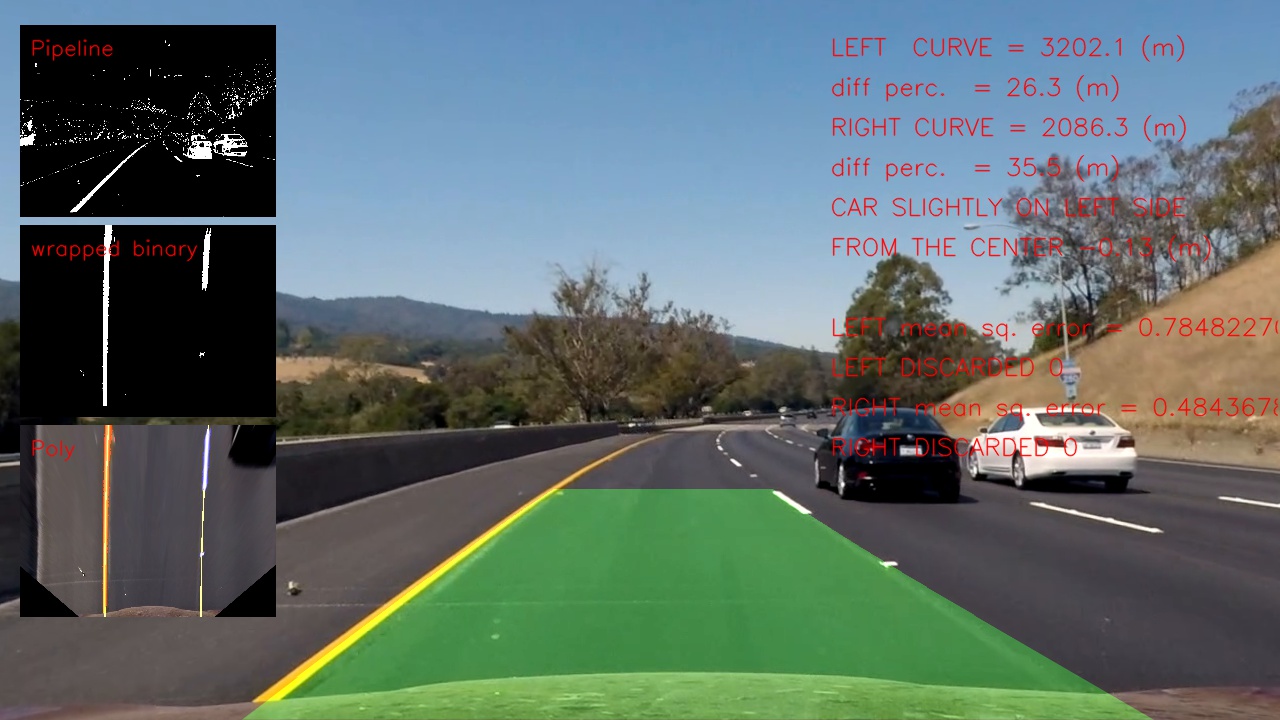 Pipeline
wrapped binary
Poly
LEFT CURVE = 3202.1 (m)
diff perc. = 26.3 (m)
RIGHT CURVE = 2086.3 (m)
diff perc. = 35.5 (m)
CAR SLIGHTLY ON LEFT SIDE
FROM THE CENTER -0.13 (m)
LEFT mean sq. error = 0.7848227
LEFT DISCARDED 0
RIGHT mean sq. error = 0.484367
RIGHT DISCARDED 0